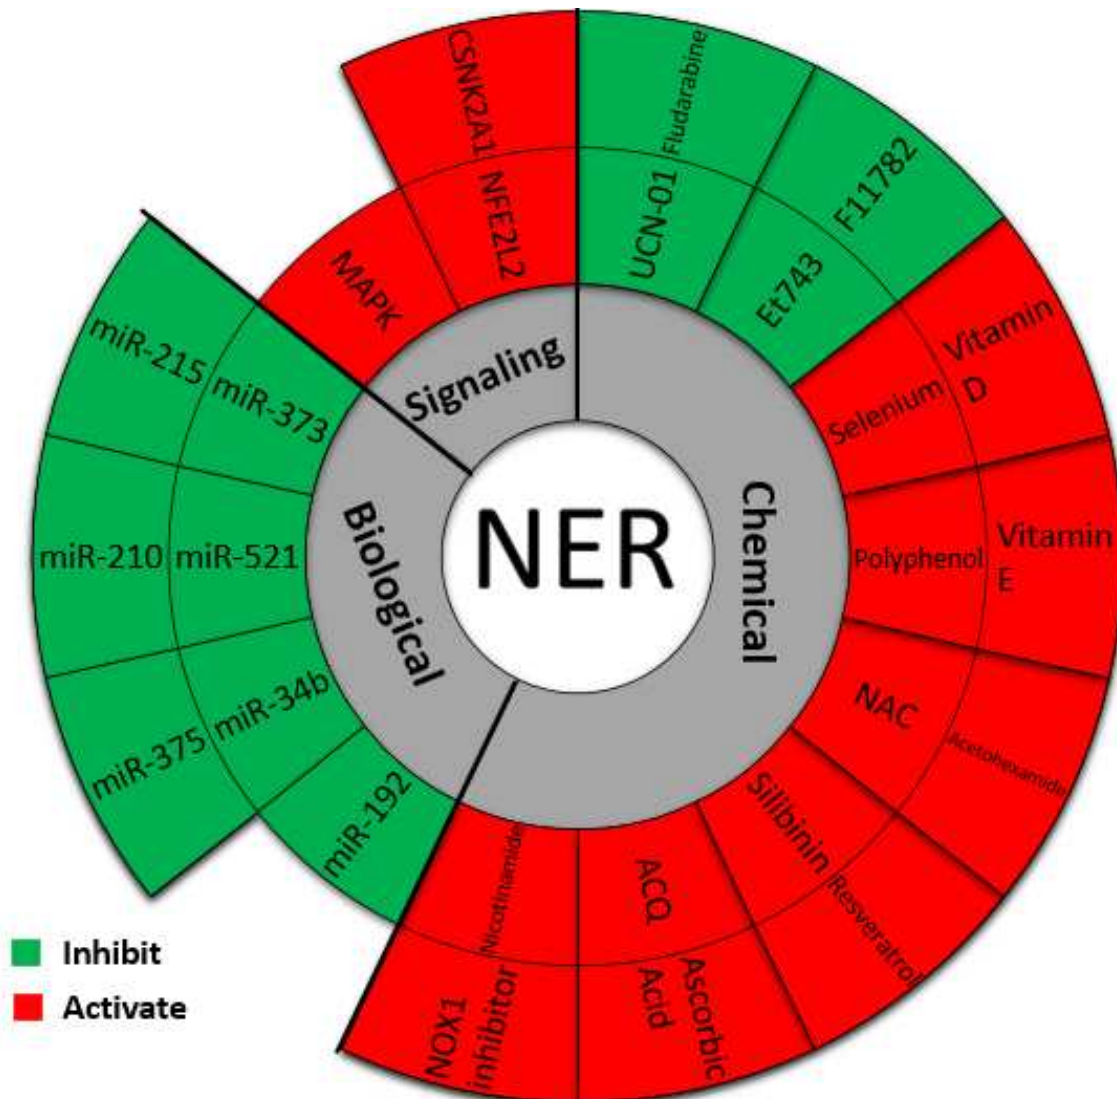 NER
Signaling
Chemical
Biological
CSNK2A1
NFE2L2
MAPK
Fludarabine
UCN-01
F11782
Et743
Vitamin
D
Selenium
Vitamin
E
Polyphenol
Acetohexamide
NAC
Resveratrol
Silibinin
Ascorbic
Acid
ACQ
NOX1
inhibitor
Nicotinamide
miR-192
miR-34b
miR-375
miR-521
miR-210
miR-373
miR-215
Inhibit
Activate